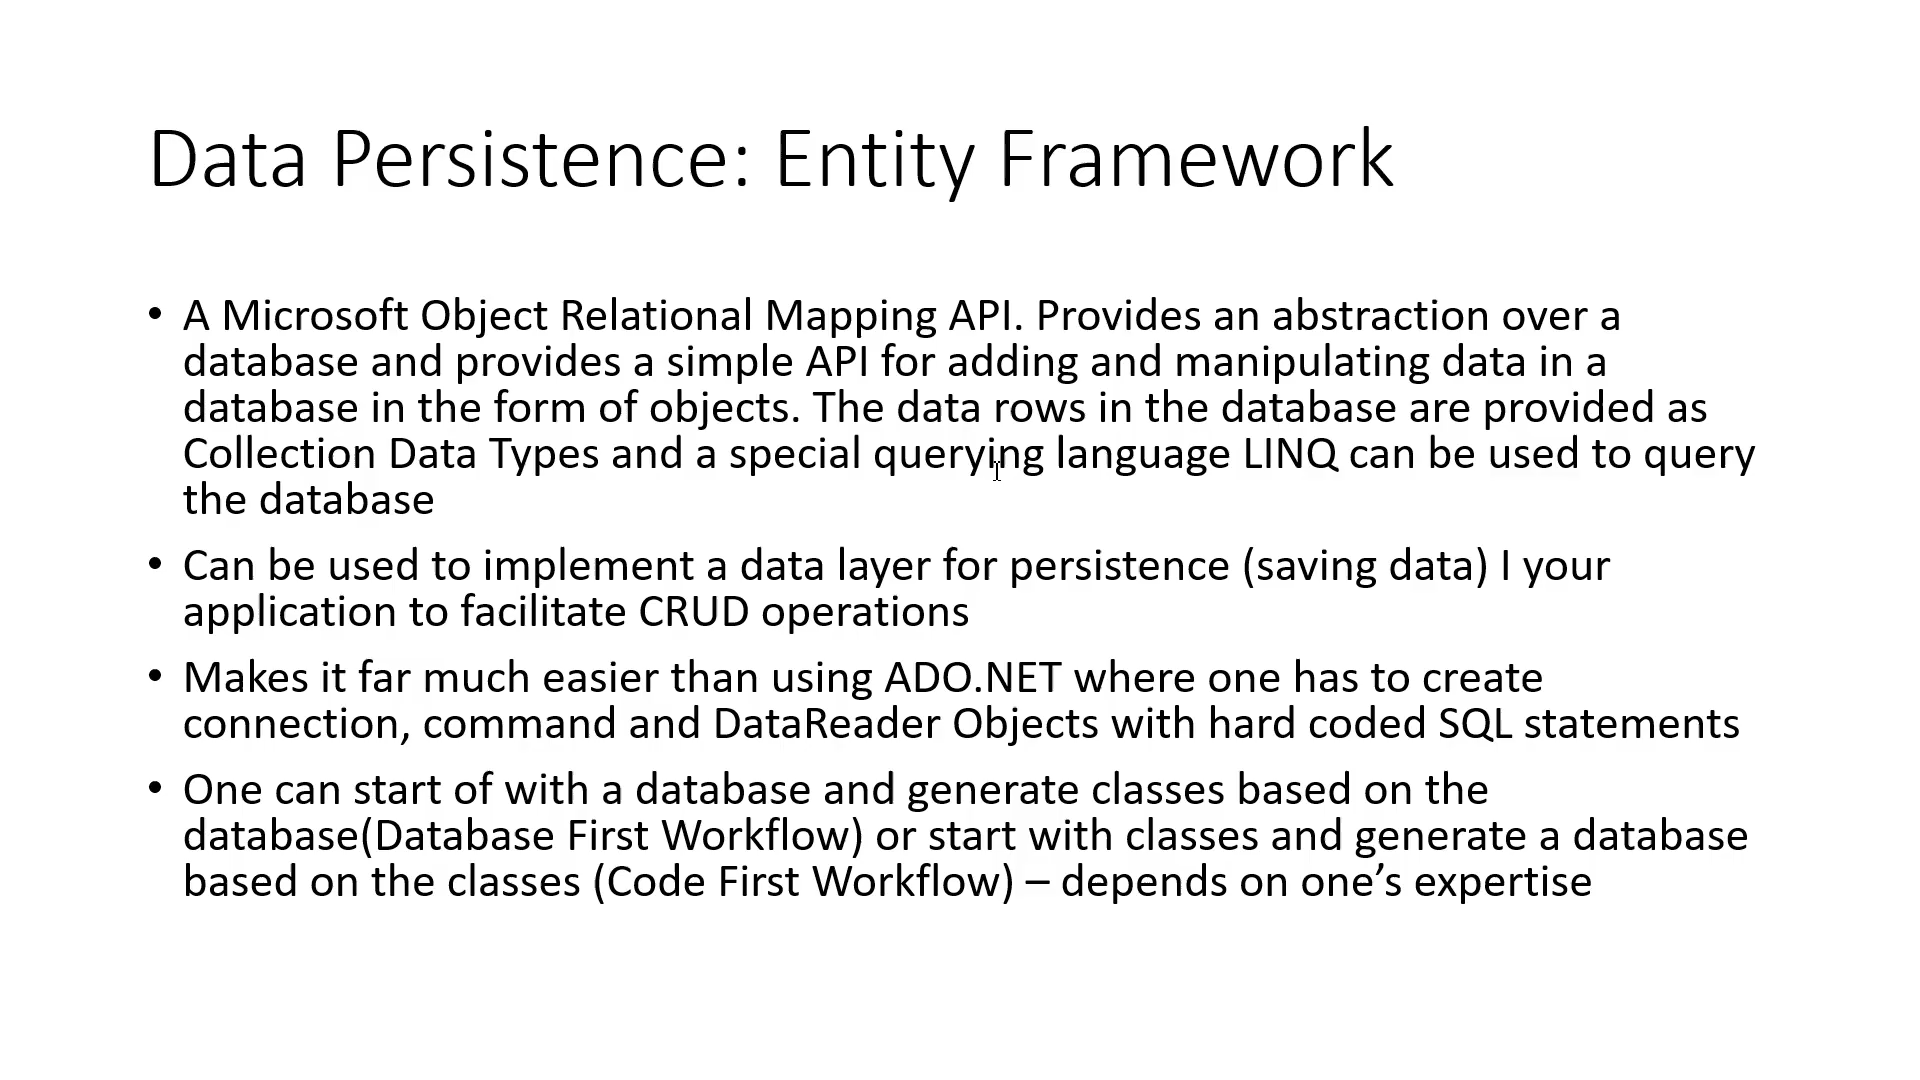 Data Persistence: Entity Framework
• A Microsoft Object Relational Mapping API. Provides an abstraction over a
database and provides a simple API for adding and manipulating data in a
database in the form of objects. The data rows in the database are provided as
Collection Data Types and a special querying language LINQ can be used to query
the database
• Can be used to implement a data layer for persistence (saving data) I your
application to facilitate CRUD operations
• Makes it far much easier than using ADO.NET where one has to create
connection, command and DataReader Objects with hard coded SQL statements
• One can start of with a database and generate classes based on the
database(Database First Workflow) or start with classes and generate a database
based on the classes (Code First Workflow) – depends on one’s expertise